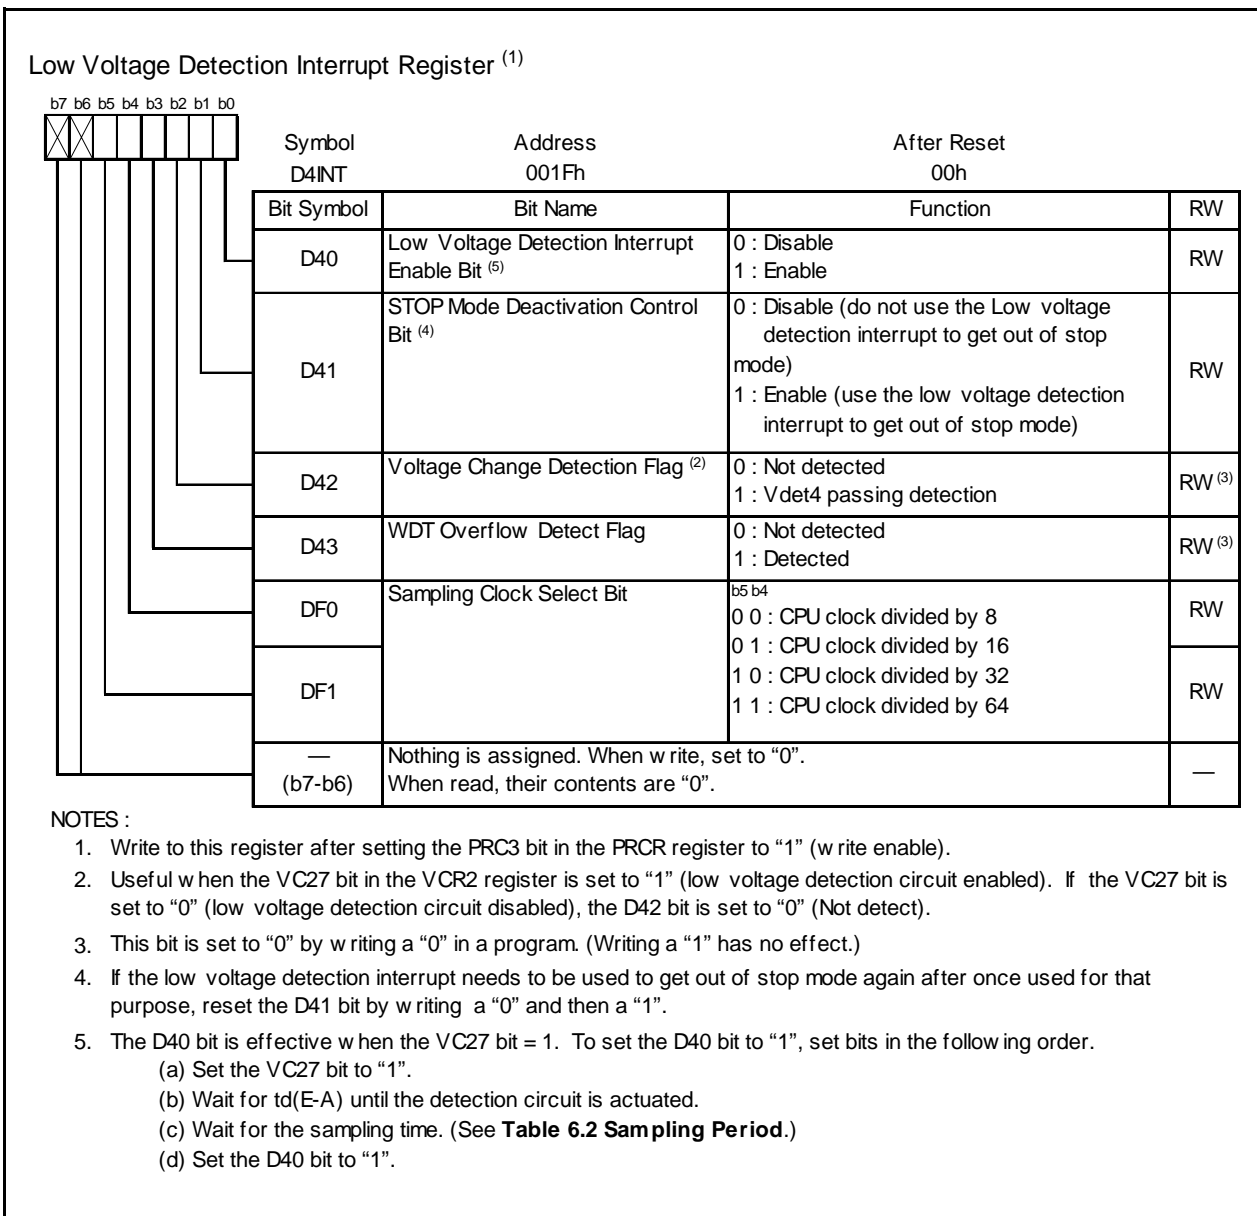 Low Voltage Detection Interrupt Register (1)
b7 b6 b5 b4 b3 b2 b1 b0
Symbol Address After Reset
D4INT 001Fh 00h
Bit Symbol Bit Name Function RW
D40 Low Voltage Detection Interrupt Enable Bit (5) 0 : Disable
1 : Enable RW
D41 STOP Mode Deactivation Control Bit (4) 0 : Disable (do not use the Low voltage
detection interrupt to get out of stop
mode)
1 : Enable (use the low voltage detection
interrupt to get out of stop mode) RW
D42 Voltage Change Detection Flag (2) 0 : Not detected
1 : Vdet4 passing detection RW (3)
D43 WDT Overflow Detect Flag 0 : Not detected
1 : Detected RW (3)
DF0 Sampling Clock Select Bit b5 b4
0 0 : CPU clock divided by 8 RW
0 1 : CPU clock divided by 16
DF1 1 0 : CPU clock divided by 32 RW
1 1 : CPU clock divided by 64
— Nothing is assigned. When write, set to “0”. —
(b7-b6) When read, their contents are “0”.
NOTES :
1. Write to this register after setting the PRC3 bit in the PRCR register to “1” (write enable).
2. Useful when the VC27 bit in the VCR2 register is set to “1” (low voltage detection circuit enabled). If the VC27 bit is
set to “0” (low voltage detection circuit disabled), the D42 bit is set to “0” (Not detect).
3. This bit is set to “0” by writing a “0” in a program. (Writing a “1” has no effect.)
4. If the low voltage detection interrupt needs to be used to get out of stop mode again after once used for that
purpose, reset the D41 bit by writing a “0” and then a “1”.
5. The D40 bit is effective when the VC27 bit = 1. To set the D40 bit to “1”, set bits in the following order.
(a) Set the VC27 bit to “1”.
(b) Wait for td(E-A) until the detection circuit is actuated.
(c) Wait for the sampling time. (See Table 6.2 Sampling Period.)
(d) Set the D40 bit to “1”.